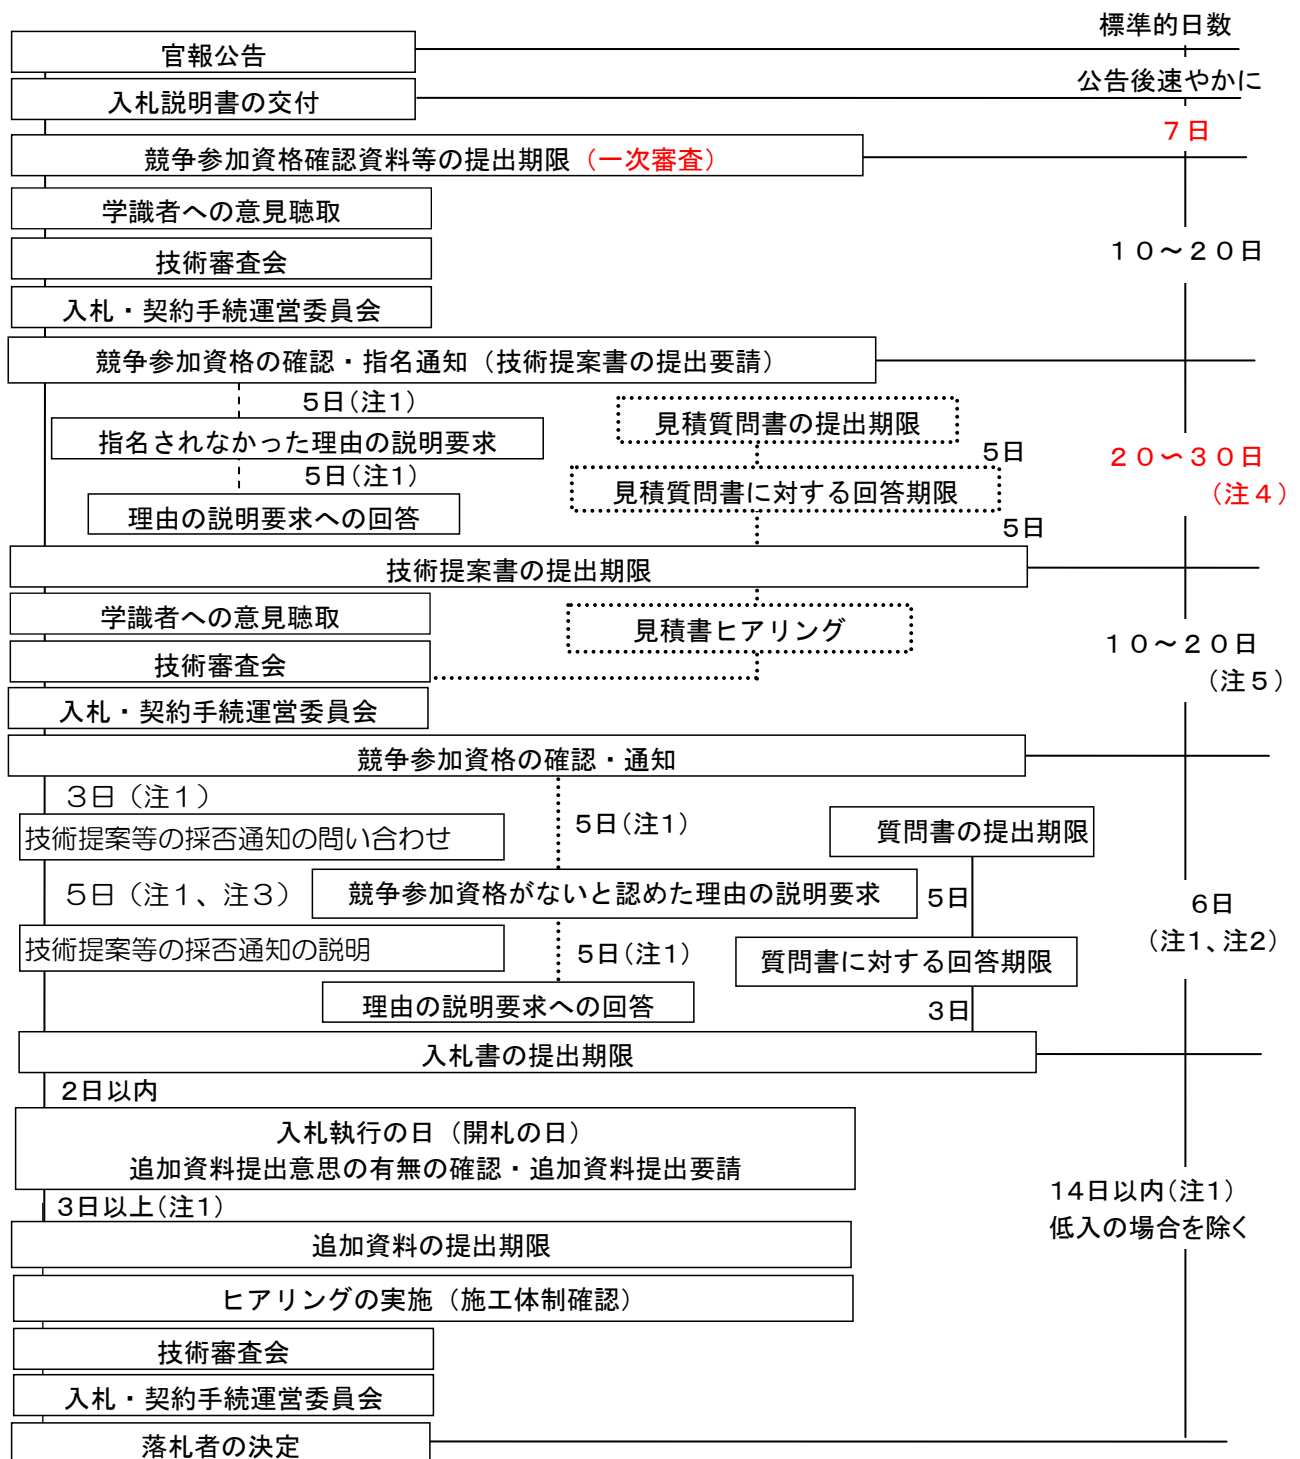 標準的日数
官報公告
公告後速やかに
入札説明書の交付
７日
競争参加資格確認資料等の提出期限（一次審査）
学識者への意見聴取
技術審査会
１０～２０日
入札・契約手続運営委員会
競争参加資格の確認・指名通知（技術提案書の提出要請）
5日（注1）
見積質問書の提出期限
指名されなかった理由の説明要求
5日
２０～３０日
（注４）
5日（注1）
見積質問書に対する回答期限
理由の説明要求への回答
5日
技術提案書の提出期限
学識者への意見聴取
見積書ヒアリング
１０～２０日
（注５）
技術審査会
入札・契約手続運営委員会
競争参加資格の確認・通知
３日（注１）
5日（注1）
質問書の提出期限
技術提案等の採否通知の問い合わせ
５日（注１、注３）
競争参加資格がないと認めた理由の説明要求
5日
6日
（注1、注2）
技術提案等の採否通知の説明
5日（注1）
質問書に対する回答期限
理由の説明要求への回答
3日
入札書の提出期限
2日以内
入札執行の日（開札の日）
追加資料提出意思の有無の確認・追加資料提出要請
3日以上（注1）
14日以内（注1）
低入の場合を除く
追加資料の提出期限
ヒアリングの実施（施工体制確認）
技術審査会
入札・契約手続運営委員会
落札者の決定